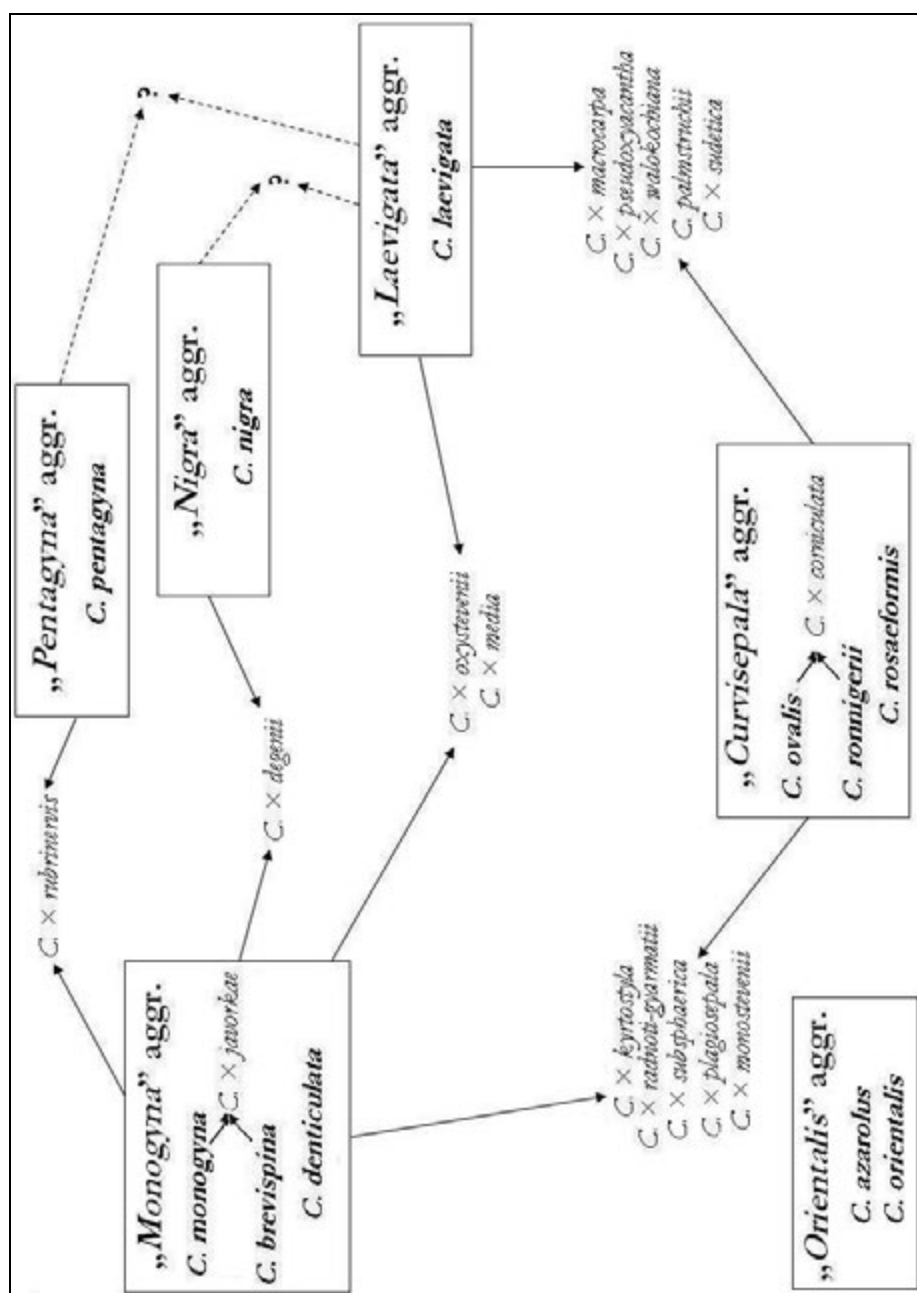 „Pentagyna” aggr.
C. pentagyna
C. × rubrinervis
?
„Nigra” aggr.
C. nigra
?
C. × degenii
„Monogyna” aggr.
C. monogyna
C. × javorkae
C. brevispina
C. denticulata
„Laevigata” aggr.
C. laevigata
C. × oxystevenii
C. × media
C. × macrocarpa
C. × pseudoxyacantha
C. × walokochiana
C. palmstruchii
C. × sudetica
C. × kyrtostyla
C. × radnoti-gyarmatii
C. × subsphaerica
C. × plagiosepala
C. × monostevenii
„Curvisepala” aggr.
C. ovalis
C. × corniculata
C. ronnigerii
C. rosaeformis
„Orientalis” aggr.
C. azarolus
C. orientalis